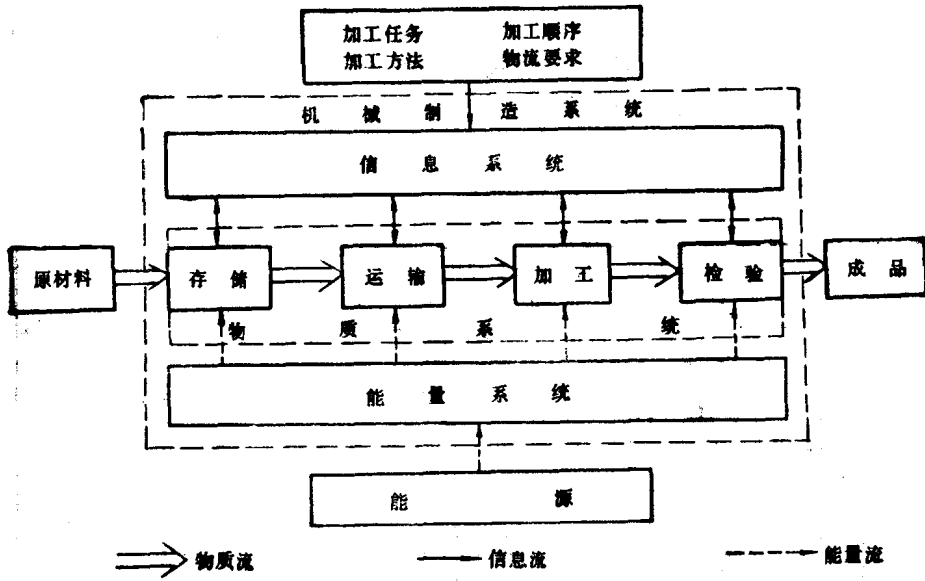 加工任务 加工顺序
加工方法 物流要求
机械制造系统
信息系统
原材料 存储 运输 加工 检验 成品
物质系统
能量系统
能源
物质流 信息流 能量流